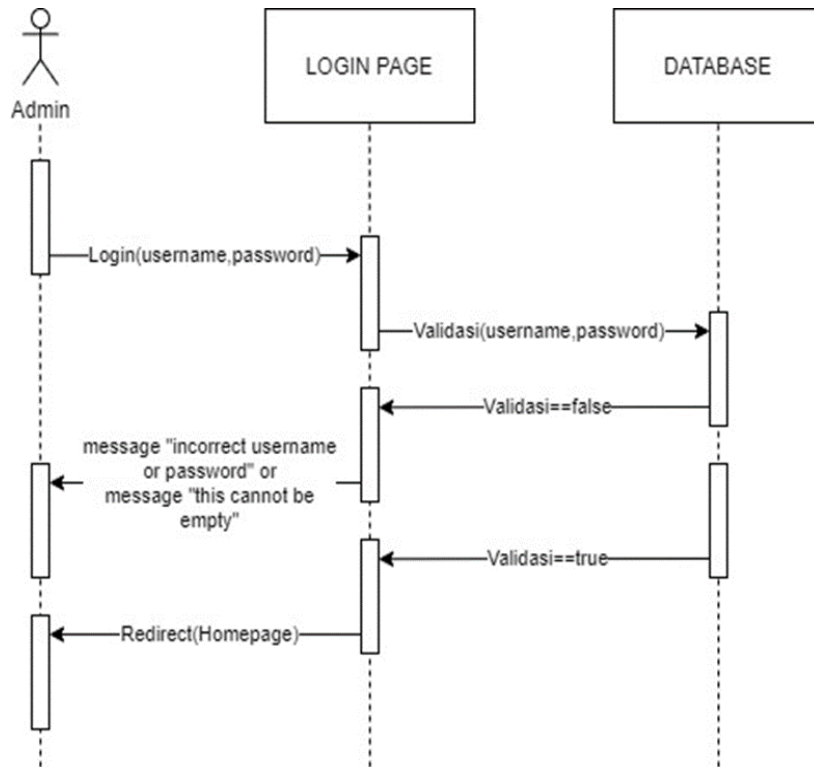 Admin
LOGIN PAGE
DATABASE
Login(username,password)
Validasi(username,password)
Validasi==false
message "incorrect username
or password" or
message "this cannot be
empty"
Validasi==true
Redirect(Homepage)